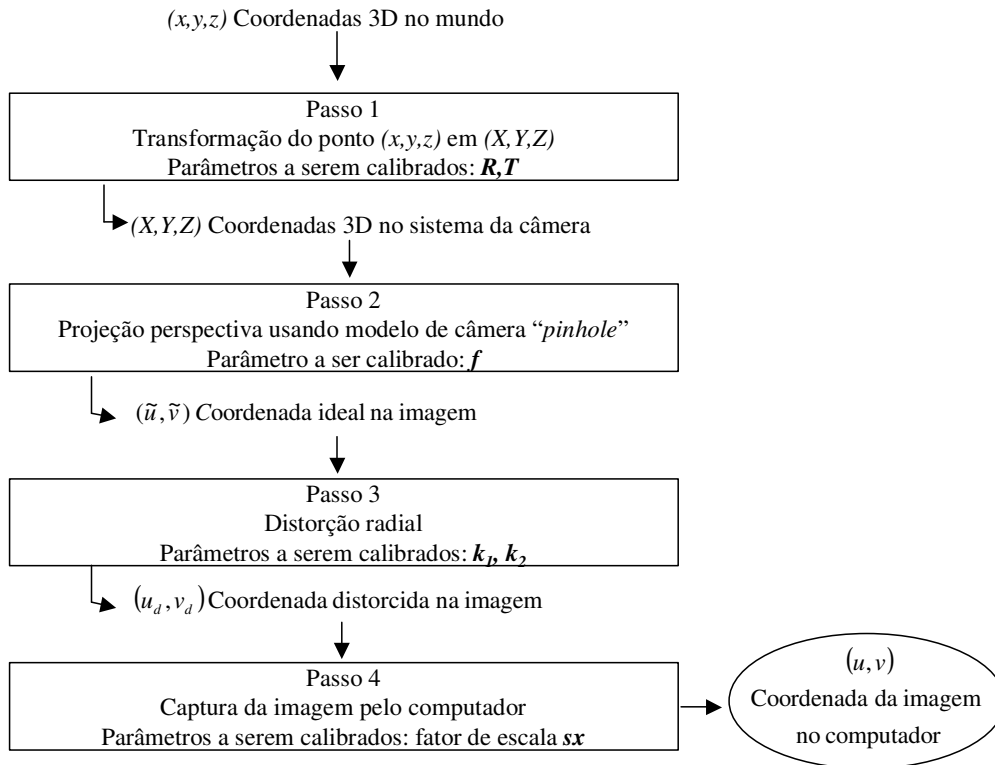 (x,y,z) Coordenadas 3D no mundo
Passo 1
Transformação do ponto (x,y,z) em (X,Y,Z)
Parâmetros a serem calibrados: R,T
(X,Y,Z) Coordenadas 3D no sistema da câmera
Passo 2
Projeção perspectiva usando modelo de câmera “pinhole”
Parâmetro a ser calibrado: f
(ũ,ṽ) Coordenada ideal na imagem
Passo 3
Distorção radial
Parâmetros a serem calibrados: k₁, k₂
(u_d,v_d) Coordenada distorcida na imagem
Passo 4
Captura da imagem pelo computador
Parâmetros a serem calibrados: fator de escala sx
(u,v)
Coordenada da imagem
no computador